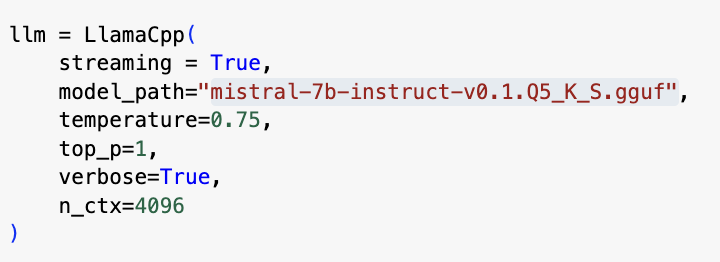 llm = LlamaCpp(
    streaming = True,
    model_path="mistral-7b-instruct-v0.1.Q5_K_S.gguf",
    temperature=0.75,
    top_p=1,
    verbose=True,
    n_ctx=4096
)